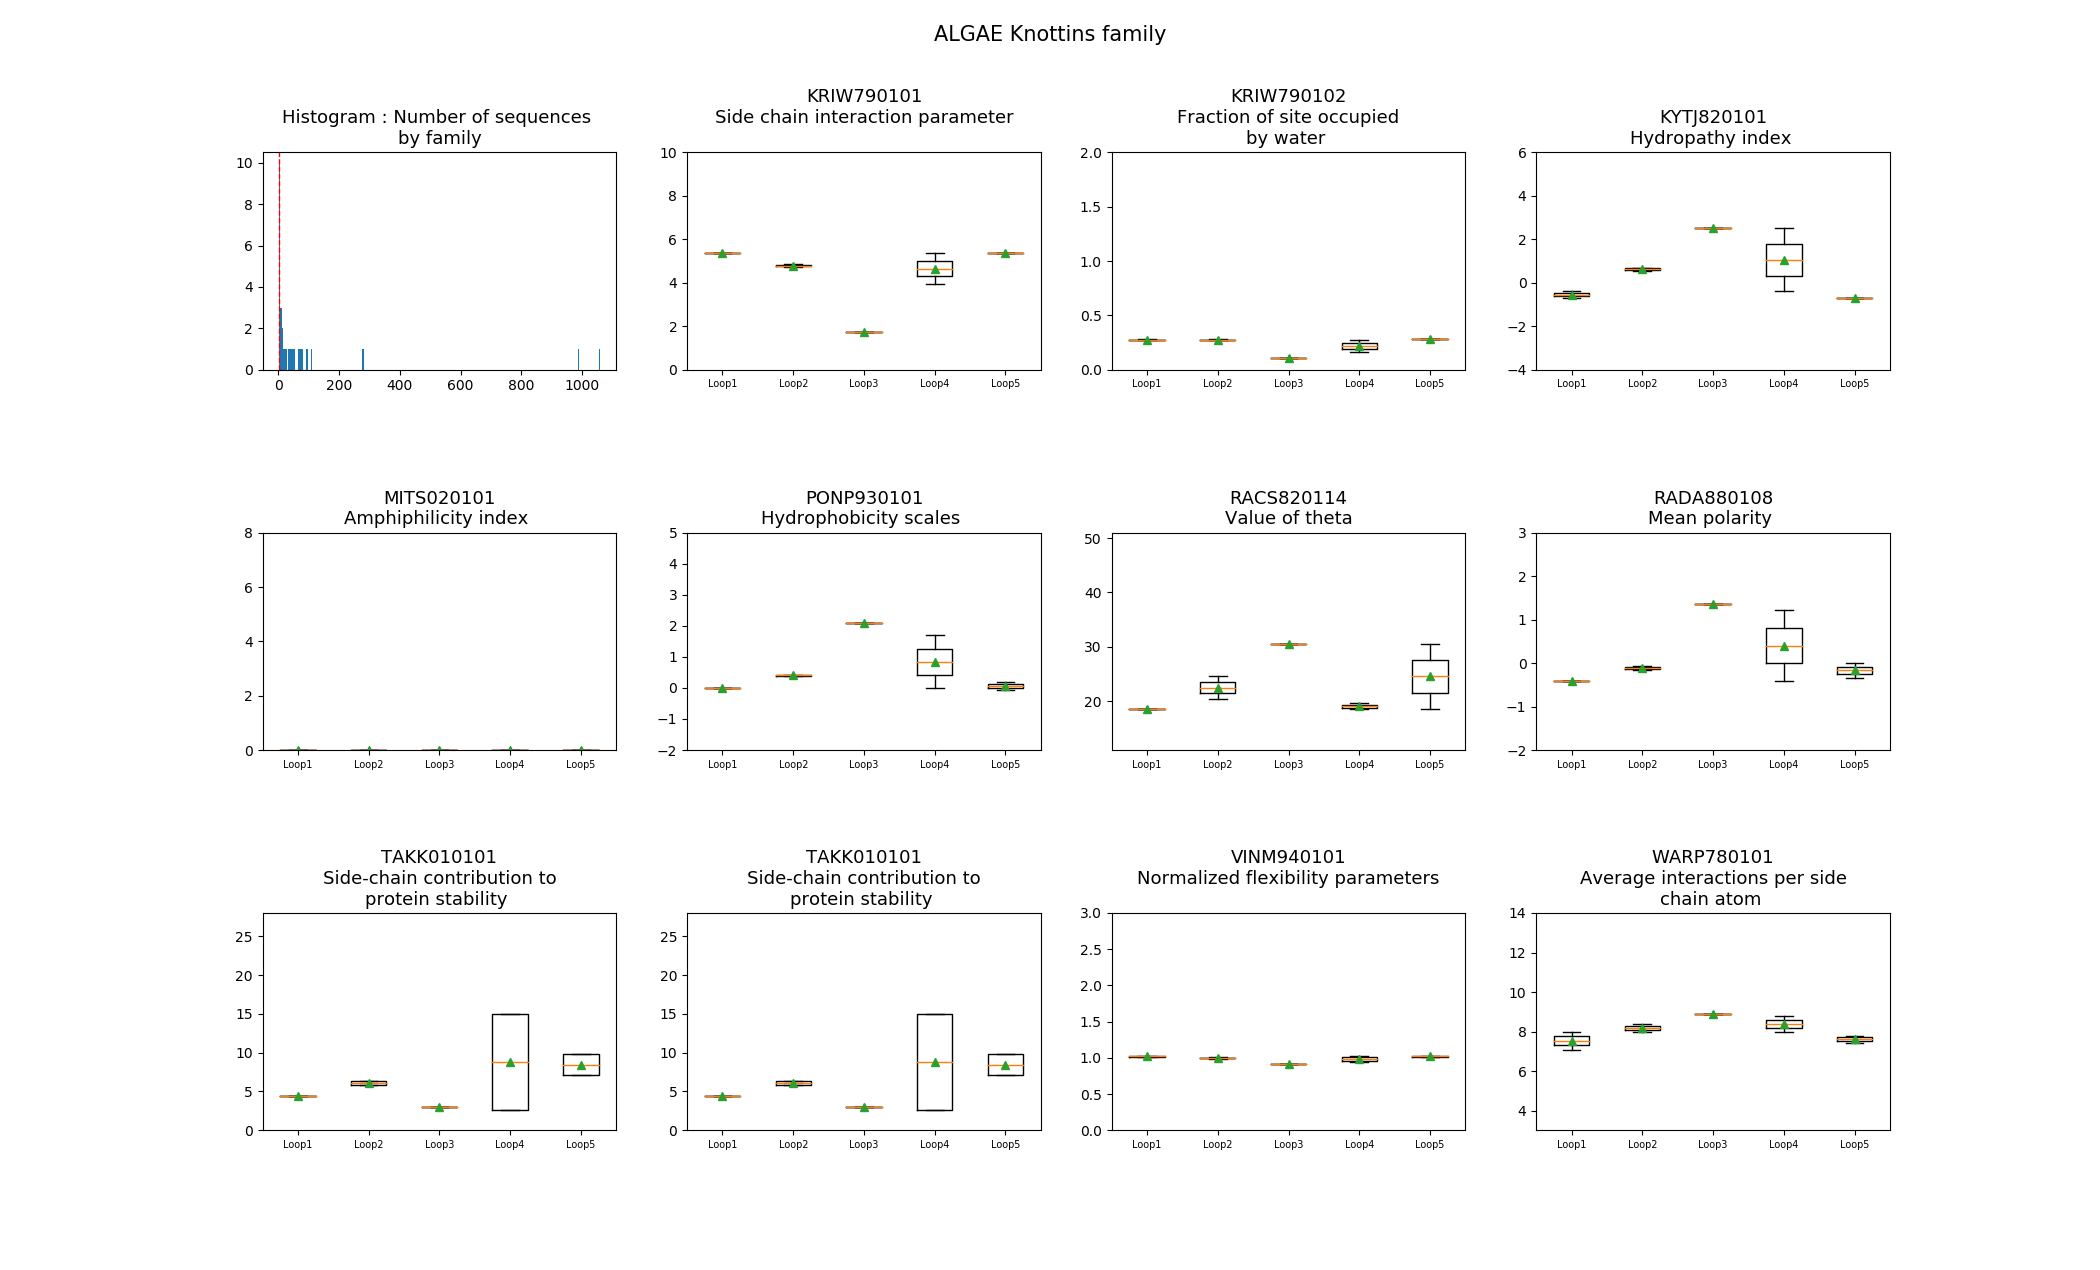 ALGAE Knottins family
Histogram : Number of sequences
by family
10
8
6
4
2
0
0 200 400 600 800 1000
KRIW790101
Side chain interaction parameter
10
8
6
4
2
0
Loop1 Loop2 Loop3 Loop4 Loop5
KRIW790102
Fraction of site occupied
by water
2.0
1.5
1.0
0.5
0.0
Loop1 Loop2 Loop3 Loop4 Loop5
KYTJ820101
Hydropathy index
6
4
2
0
−2
−4
Loop1 Loop2 Loop3 Loop4 Loop5
MITS020101
Amphiphilicity index
8
6
4
2
0
Loop1 Loop2 Loop3 Loop4 Loop5
PONP930101
Hydrophobicity scales
5
4
3
2
1
0
−1
−2
Loop1 Loop2 Loop3 Loop4 Loop5
RACS820114
Value of theta
50
40
30
20
Loop1 Loop2 Loop3 Loop4 Loop5
RADA880108
Mean polarity
3
2
1
0
−1
−2
Loop1 Loop2 Loop3 Loop4 Loop5
TAKK010101
Side-chain contribution to
protein stability
25
20
15
10
5
0
Loop1 Loop2 Loop3 Loop4 Loop5
TAKK010101
Side-chain contribution to
protein stability
25
20
15
10
5
0
Loop1 Loop2 Loop3 Loop4 Loop5
VINM940101
Normalized flexibility parameters
3.0
2.5
2.0
1.5
1.0
0.5
0.0
Loop1 Loop2 Loop3 Loop4 Loop5
WARP780101
Average interactions per side
chain atom
14
12
10
8
6
4
Loop1 Loop2 Loop3 Loop4 Loop5